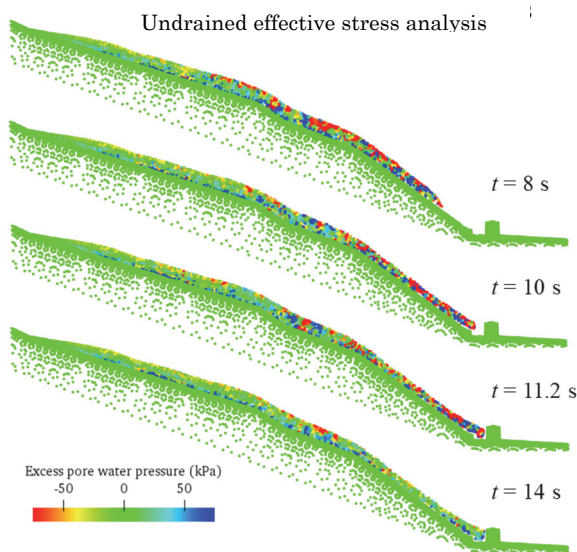 Undrained effective stress analysis
t = 8 s
t = 10 s
t = 11.2 s
t = 14 s
Excess pore water pressure (kPa)
-50 0 50